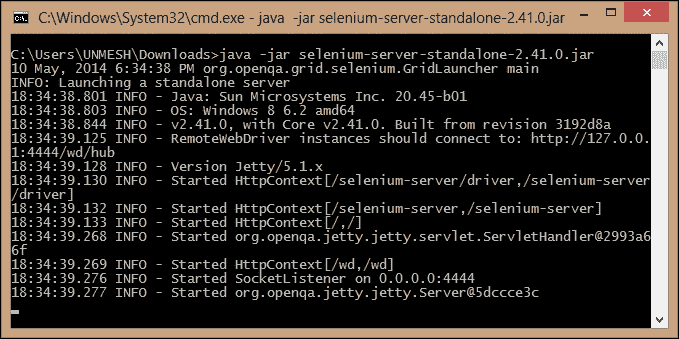 C:\Windows\System32\cmd.exe - java -jar selenium-server-standalone-2.41.0.jar
C:\Users\UNMESH\Downloads>java -jar selenium-server-standalone-2.41.0.jar
10 May, 2014 6:34:38 PM org.openqa.grid.selenium.GridLauncher main
INFO: Launching a standalone server
18:34:38.801 INFO - Java: Sun Microsystems Inc. 20.45-b01
18:34:38.803 INFO - OS: Windows 8 6.2 amd64
18:34:38.844 INFO - v2.41.0, with Core v2.41.0. Built from revision 3192d8a
18:34:39.125 INFO - RemoteWebDriver instances should connect to: http://127.0.0.
1:4444/wd/hub
18:34:39.128 INFO - Version Jetty/5.1.x
18:34:39.130 INFO - Started HttpContext[/selenium-server/driver,/selenium-server
/driver]
18:34:39.132 INFO - Started HttpContext[/selenium-server,/selenium-server]
18:34:39.133 INFO - Started HttpContext[/,/]
18:34:39.268 INFO - Started org.openqa.jetty.jetty.servlet.ServletHandler@2993a6
6f
18:34:39.269 INFO - Started HttpContext[/wd,/wd]
18:34:39.276 INFO - Started SocketListener on 0.0.0.0:4444
18:34:39.277 INFO - Started org.openqa.jetty.jetty.Server@5dccce3c